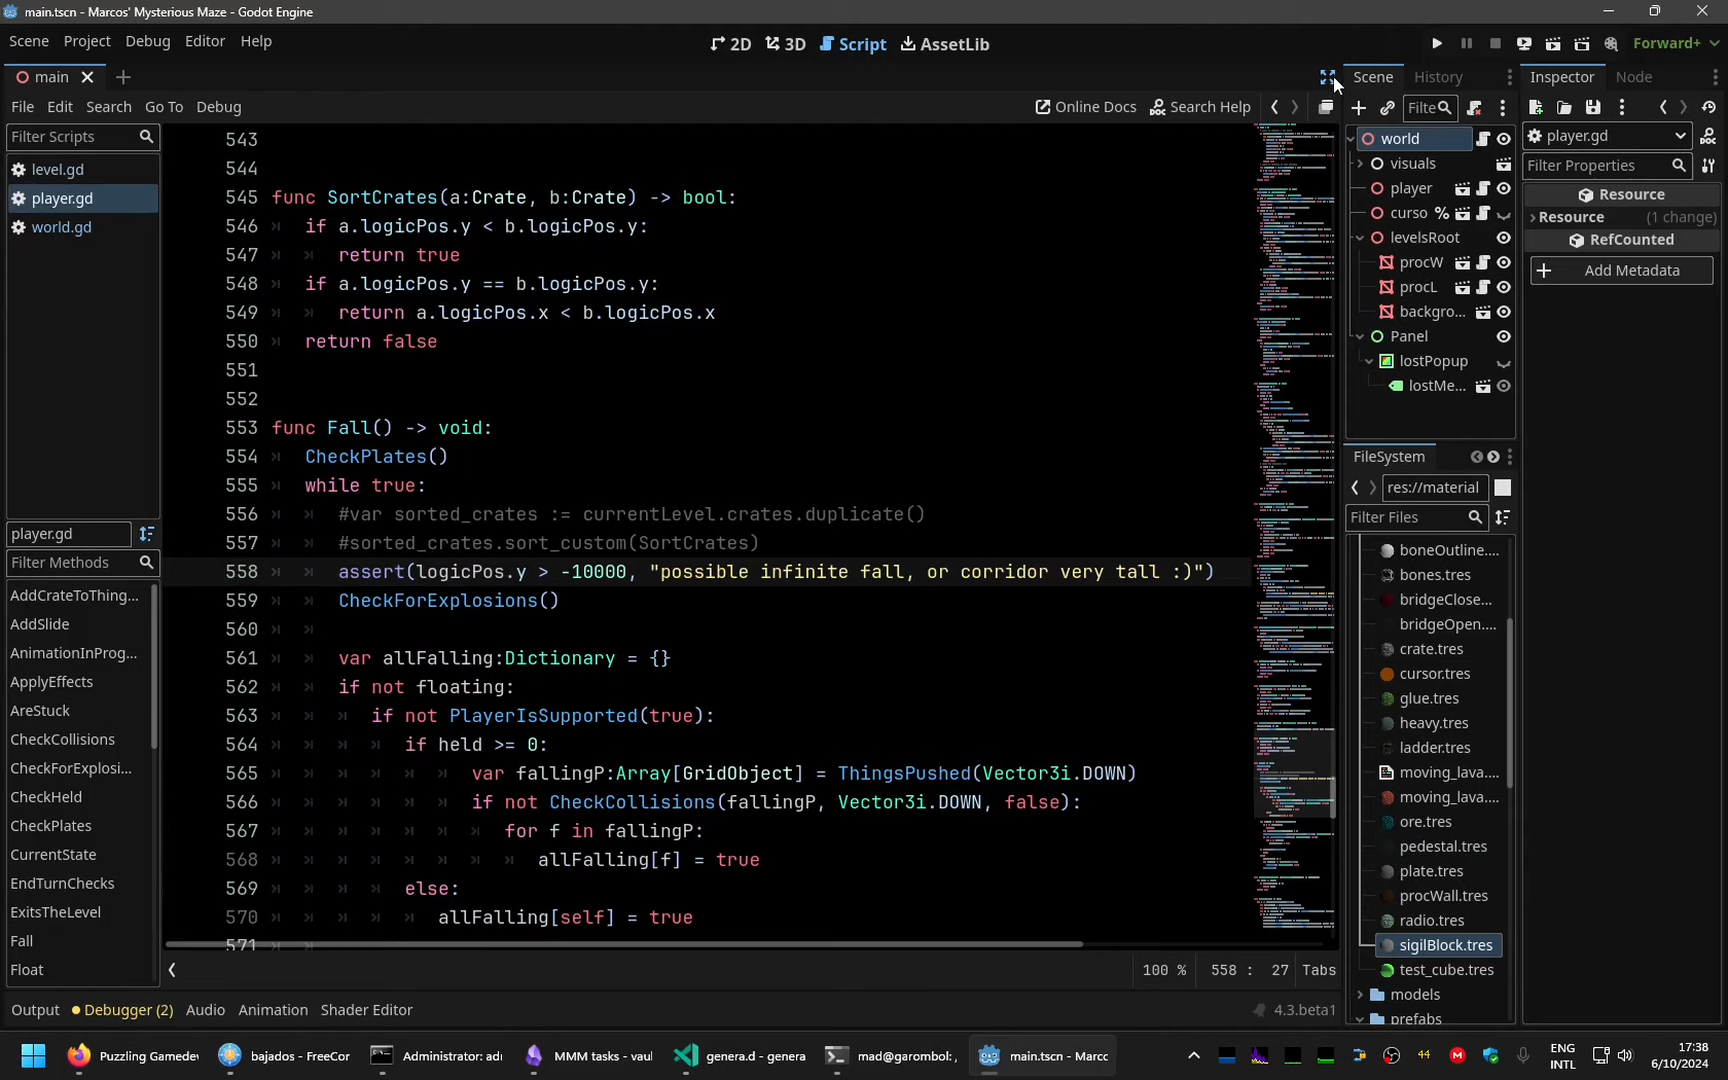 main.tscn - Marcos' Mysterious Maze - Godot Engine
Scene Project Debug Editor Help
2D 3D Script AssetLib
Forward+
main
Scene History
Inspector Node
File Edit Search Go To Debug
Online Docs Search Help
Filte
Filter Scripts
level.gd
player.gd
world.gd
player.gd
Filter Methods
AddCrateToThing...
AddSlide
AnimationInProg...
ApplyEffects
AreStuck
CheckCollisions
CheckForExplosi...
CheckHeld
CheckPlates
CurrentState
EndTurnChecks
ExitsTheLevel
Fall
Float
543
544
545 func SortCrates(a:Crate, b:Crate) -> bool:
546 if a.logicPos.y < b.logicPos.y:
547 return true
548 if a.logicPos.y == b.logicPos.y:
549 return a.logicPos.x < b.logicPos.x
550 return false
551
552
553 func Fall() -> void:
554 CheckPlates()
555 while true:
556 #var sorted_crates := currentLevel.crates.duplicate()
557 #sorted_crates.sort_custom(SortCrates)
558 assert(logicPos.y > -10000, "possible infinite fall, or corridor very tall :)")
559 CheckForExplosions()
560
561 var allFalling:Dictionary = {}
562 if not floating:
563 if not PlayerIsSupported(true):
564 if held >= 0:
565 var fallingP:Array[GridObject] = ThingsPushed(Vector3i.DOWN)
566 if not CheckCollisions(fallingP, Vector3i.DOWN, false):
567 for f in fallingP:
568 allFalling[f] = true
569 else:
570 allFalling[self] = true
571
100 % 558 : 27 Tabs
world
visuals
player
curso %
levelsRoot
procW
procL
backgro...
Panel
lostPopup
lostMe...
FileSystem
res://material
Filter Files
boneOutline....
bones.tres
bridgeClose...
bridgeOpen....
crate.tres
cursor.tres
glue.tres
heavy.tres
ladder.tres
moving_lava....
moving_lava....
ore.tres
pedestal.tres
plate.tres
procWall.tres
radio.tres
sigilBlock.tres
test_cube.tres
models
prefabs
player.gd
Filter Properties
Resource
Resource (1 change)
RefCounted
Add Metadata
Output Debugger (2) Audio Animation Shader Editor
4.3.beta1
Puzzling Gamedev
bajados - FreeCor
Administrator: adı
MMM tasks - vaul
genera.d - genera
mad@garombol: ,
main.tscn - Marcc
44
ENG
INTL
17:38
6/10/2024